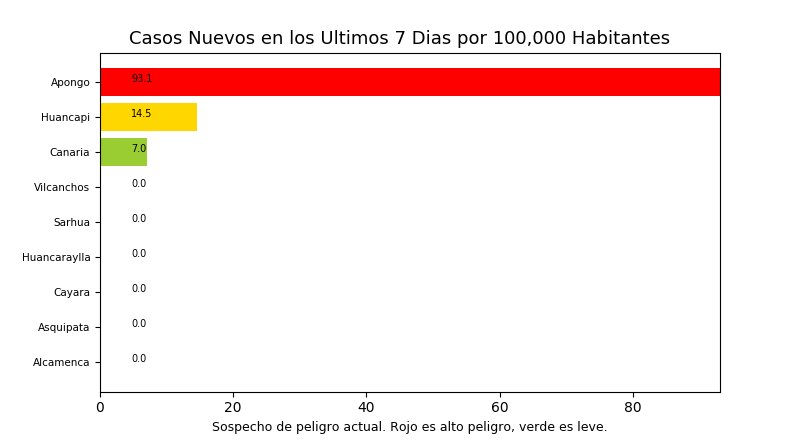 Casos Nuevos en los Ultimos 7 Dias por 100,000 Habitantes
Apongo 93.1
Huancapi 14.5
Canaria 7.0
Vilcanchos 0.0
Sarhua 0.0
Huancaraylla 0.0
Cayara 0.0
Asquipata 0.0
Alcamenca 0.0
0 20 40 60 80
Sospecho de peligro actual. Rojo es alto peligro, verde es leve.